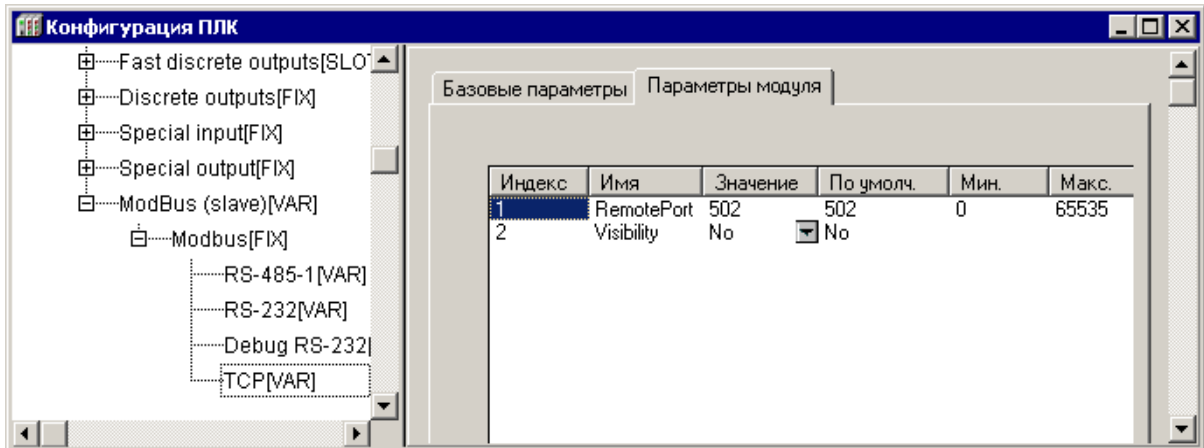 Конфигурация ПЛК
Fast discrete outputs[SLO
Discrete outputs[FIX]
Special input[FIX]
Special output[FIX]
ModBus (slave)[VAR]
Modbus[FIX]
RS-485-1[VAR]
RS-232[VAR]
Debug RS-232[
TCP[VAR]
Базовые параметры Параметры модуля
Индекс Имя Значение По умолч. Мин. Макс.
1 RemotePort 502 502 0 65535
2 Visibility No No